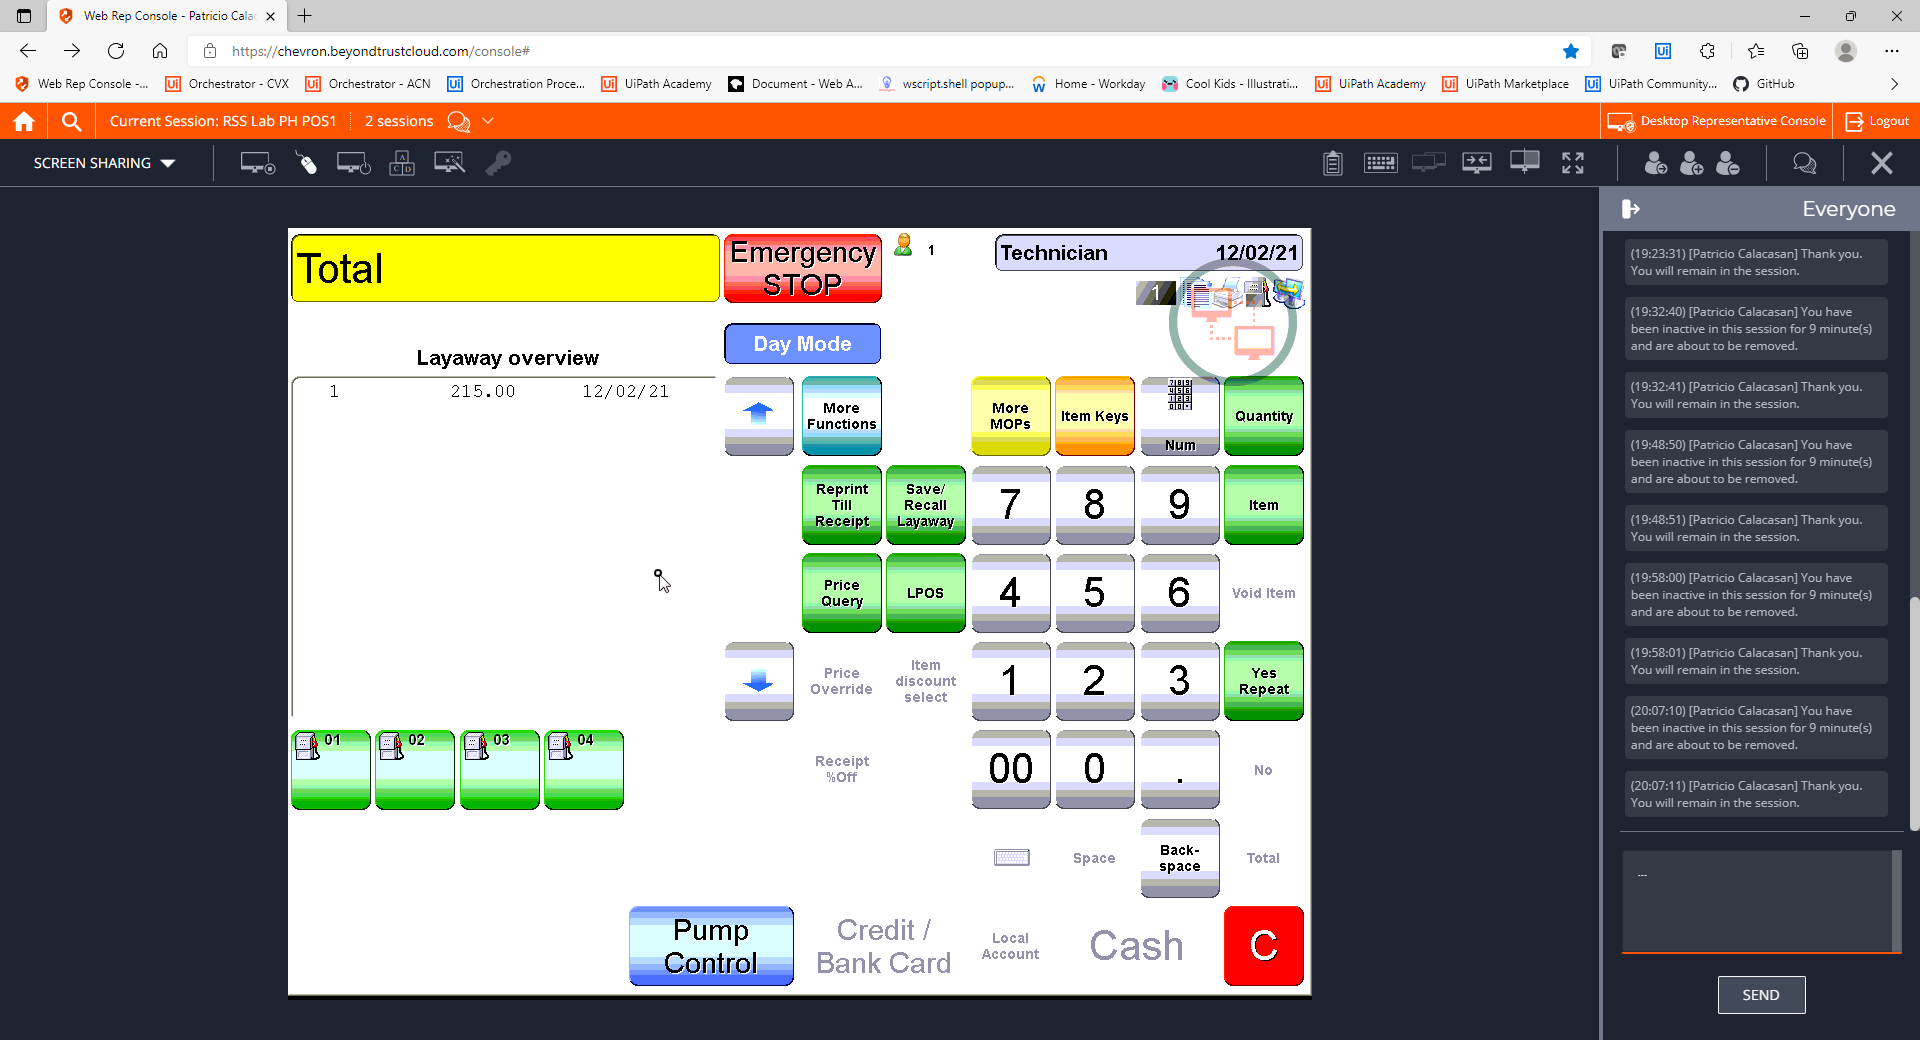 Web Rep Console - Patricio Cala
https://chevron.beyondtrustcloud.com/console#
Web Rep Console -... Orchestrator - CVX Orchestrator - ACN Orchestration Proce... UiPath Academy Document - Web A... wscript.shell popup... Home - Workday Cool Kids - Illustrati... UiPath Academy UiPath Marketplace UiPath Community... GitHub
Current Session: RSS Lab PH POS1 2 sessions Desktop Representative Console Logout
SCREEN SHARING
Everyone
Total
Emergency
STOP
1
Technician 12/02/21
1
Day Mode
Layaway overview
1 215.00 12/02/21
More
Functions
More
MOPs
Item Keys
Num
Quantity
Reprint
Till
Receipt
Save/
Recall
Layaway
7 8 9
Item
Price
Query
LPOS
4 5 6
Void Item
Price
Override
Item
discount
select
1 2 3
Yes
Repeat
01 02 03 04
Receipt
%Off
00 0 .
No
Space
Back-
space
Total
Pump
Control
Credit /
Bank Card
Local
Account
Cash
C
(19:23:31) [Patricio Calacasan] Thank you.
You will remain in the session.
(19:32:40) [Patricio Calacasan] You have
been inactive in this session for 9 minute(s)
and are about to be removed.
(19:32:41) [Patricio Calacasan] Thank you.
You will remain in the session.
(19:48:50) [Patricio Calacasan] You have
been inactive in this session for 9 minute(s)
and are about to be removed.
(19:48:51) [Patricio Calacasan] Thank you.
You will remain in the session.
(19:58:00) [Patricio Calacasan] You have
been inactive in this session for 9 minute(s)
and are about to be removed.
(19:58:01) [Patricio Calacasan] Thank you.
You will remain in the session.
(20:07:10) [Patricio Calacasan] You have
been inactive in this session for 9 minute(s)
and are about to be removed.
(20:07:11) [Patricio Calacasan] Thank you.
You will remain in the session.
...
SEND